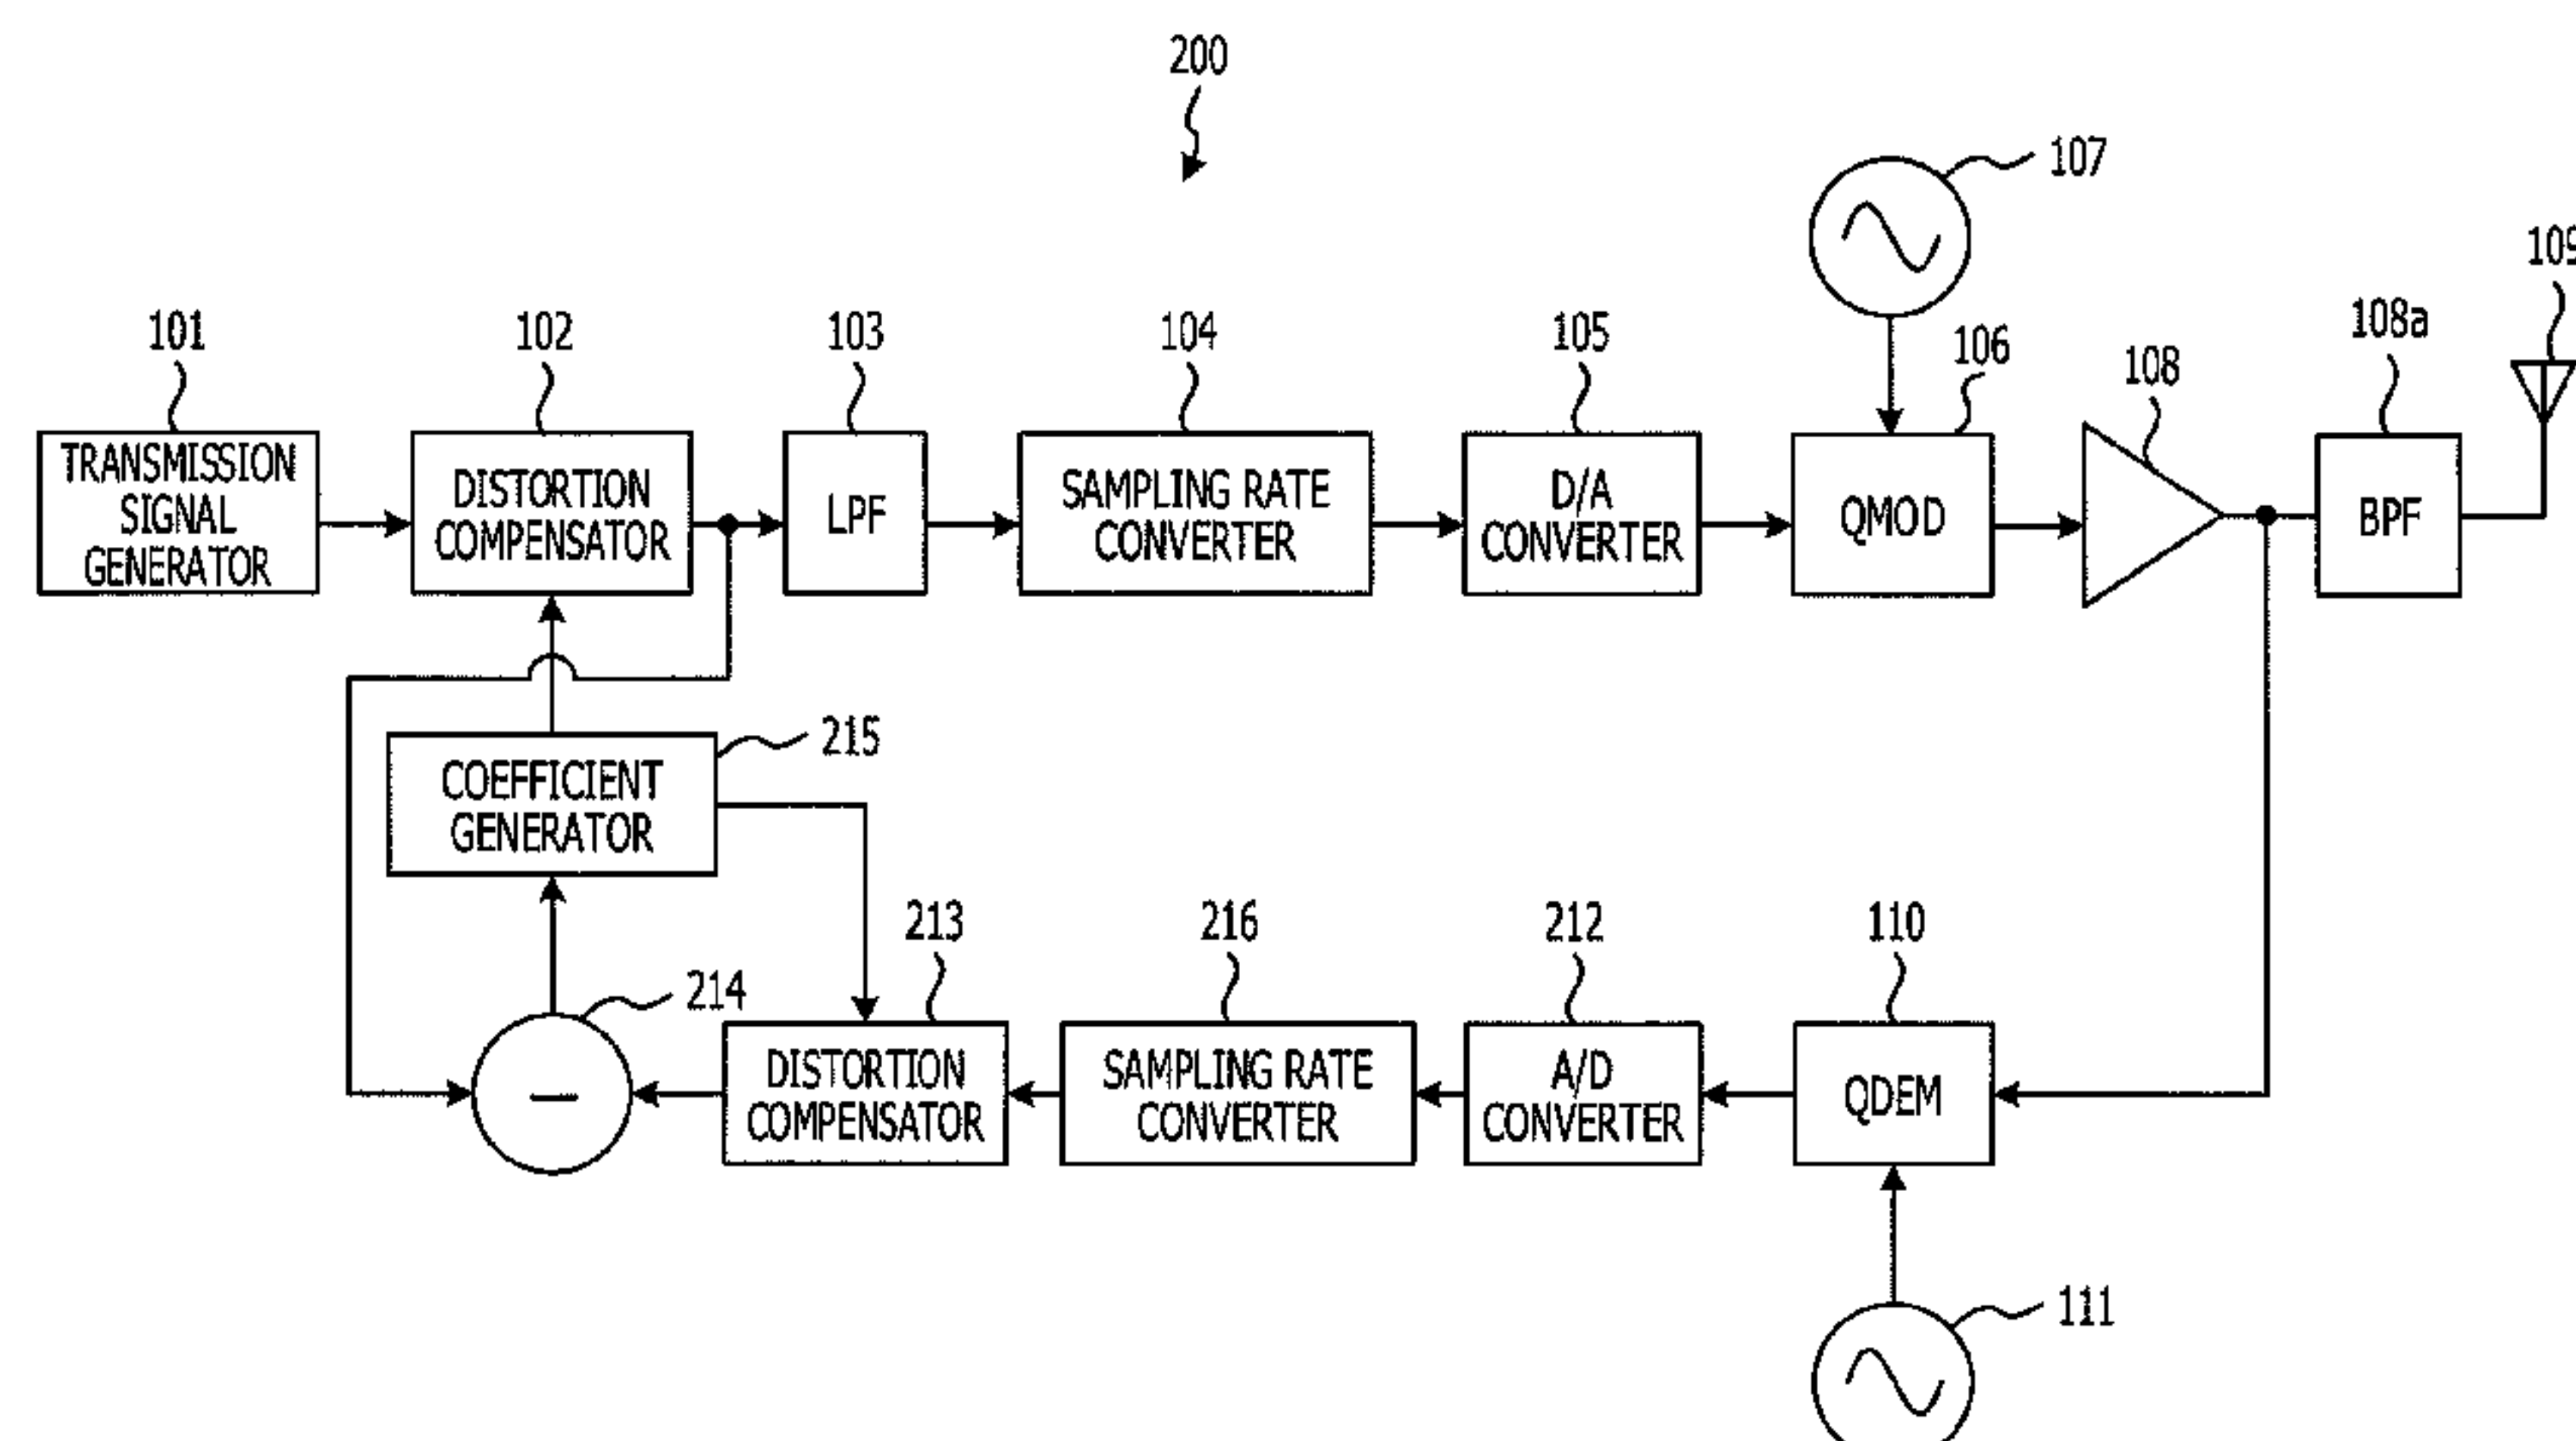 200
107
109
101
102
103
104
105
106
108
108a
TRANSMISSION
SIGNAL
GENERATOR
DISTORTION
COMPENSATOR
LPF
SAMPLING RATE
CONVERTER
D/A
CONVERTER
QMOD
BPF
215
COEFFICIENT
GENERATOR
213
216
212
110
214
—
DISTORTION
COMPENSATOR
SAMPLING RATE
CONVERTER
A/D
CONVERTER
QDEM
111